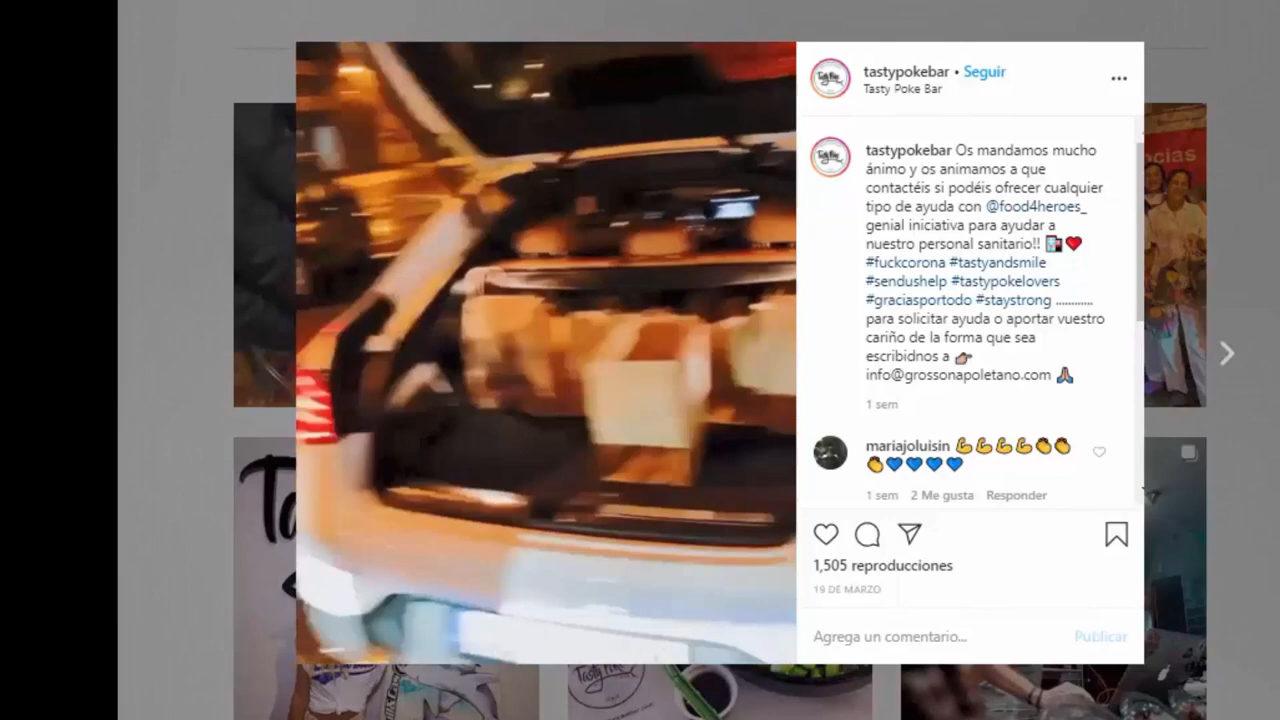 tastypokebar • Seguir
Tasty Poke Bar
tastypokebar Os mandamos mucho
ánimo y os animamos a que
contactéis si podéis ofrecer cualquier
tipo de ayuda con @food4heroes_
genial iniciativa para ayudar a
nuestro personal sanitario!! 🏥❤️
#fuckcorona #tastyandsmile
#sendushelp #tastypokelovers
#graciasportodo #staystrong ............
para solicitar ayuda o aportar vuestro
cariño de la forma que sea
escribidnos a 👉🏼
info@grossonapoletano.com 🙏🏼
1 sem
mariajoluisin 💪💪💪💪👏👏
👏💙💙💙💙
1 sem 2 Me gusta Responder
1,505 reproducciones
19 DE MARZO
Agrega un comentario... Publicar
ocias